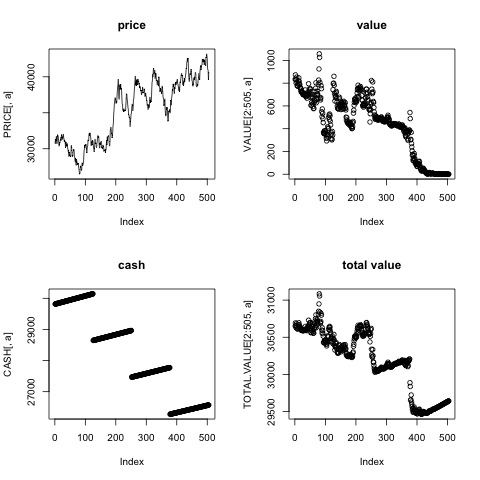 price
PRICE[, a]
30000 40000
0 100 200 300 400 500
Index
value
VALUE[2:505, a]
0 200 600 1000
0 100 200 300 400 500
Index
cash
CASH[, a]
27000 29000
0 100 200 300 400 500
Index
total value
TOTAL.VALUE[2:505, a]
29500 30000 30500 31000
0 100 200 300 400 500
Index